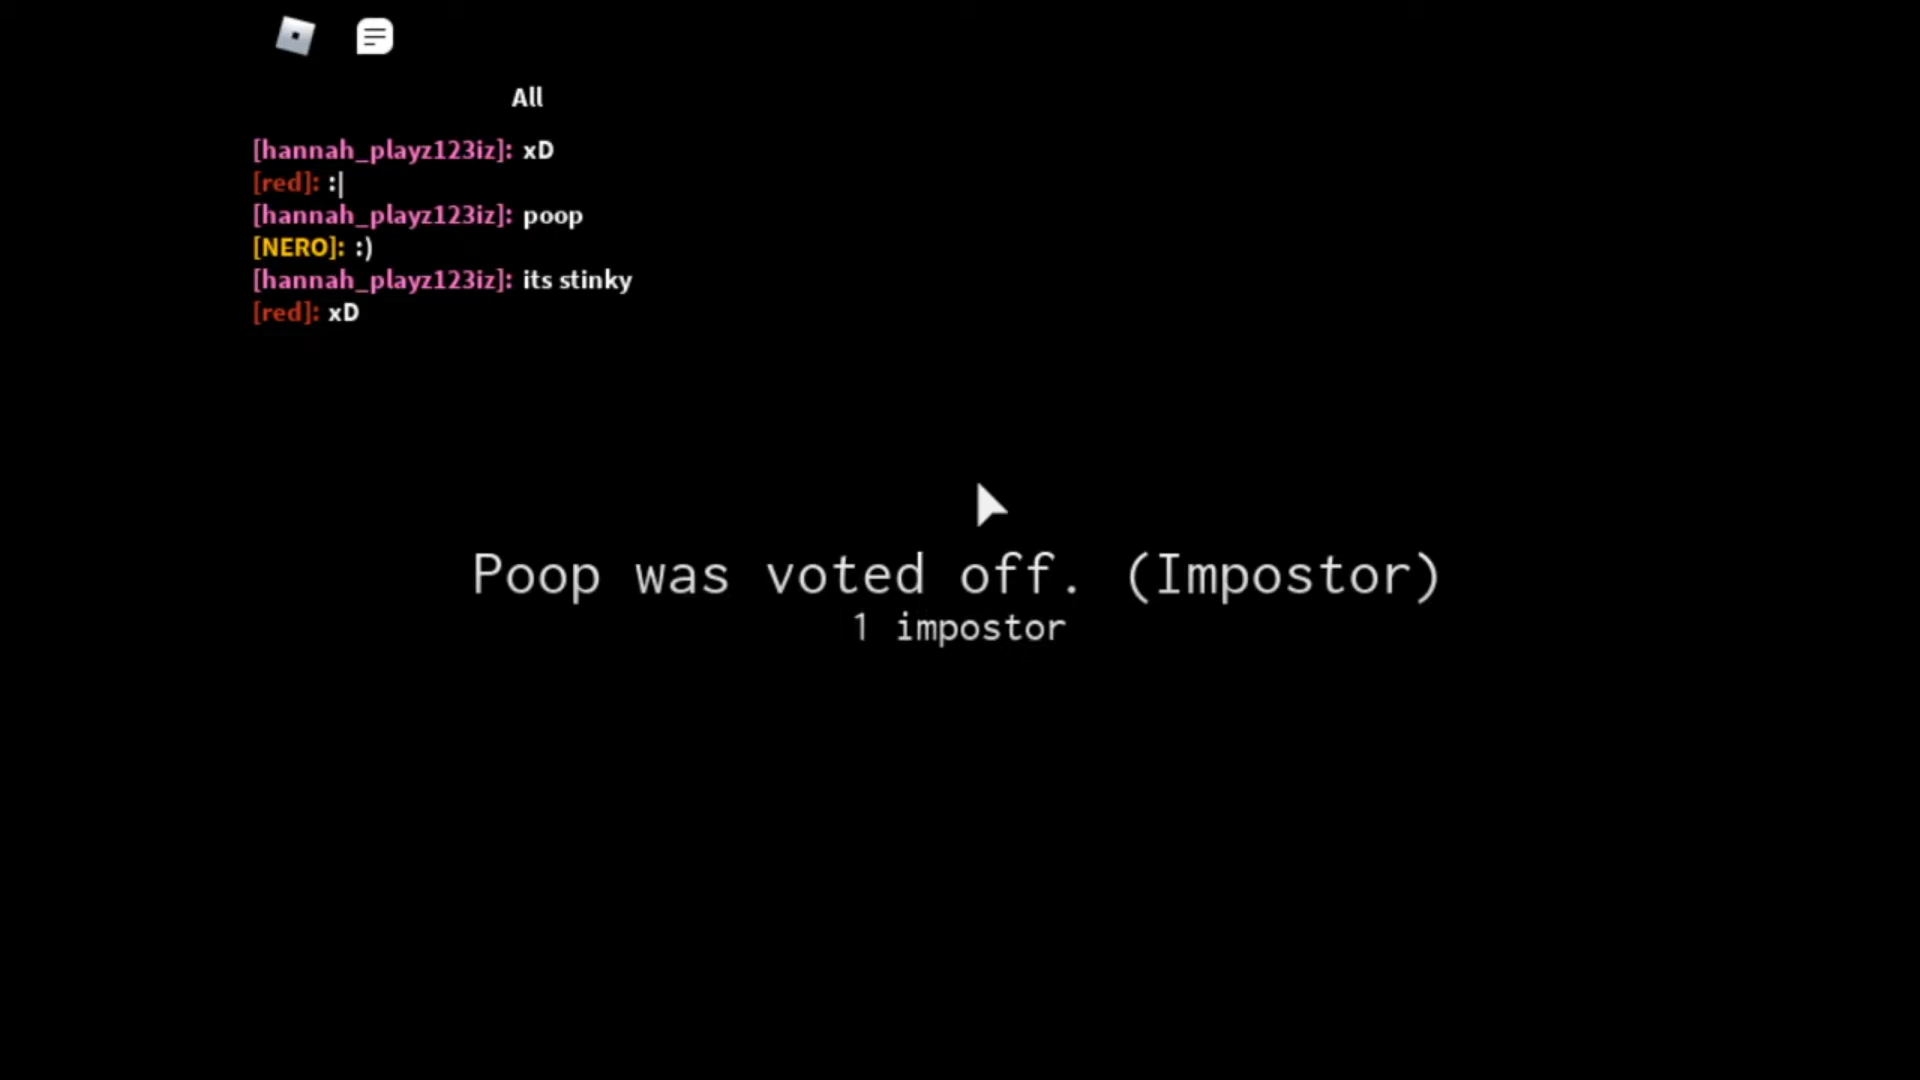 All
[hannah_playz123iz]: xD
[red]: :|
[hannah_playz123iz]: poop
[NERO]: :)
[hannah_playz123iz]: its stinky
[red]: xD
Poop was voted off. (Impostor)
1 impostor